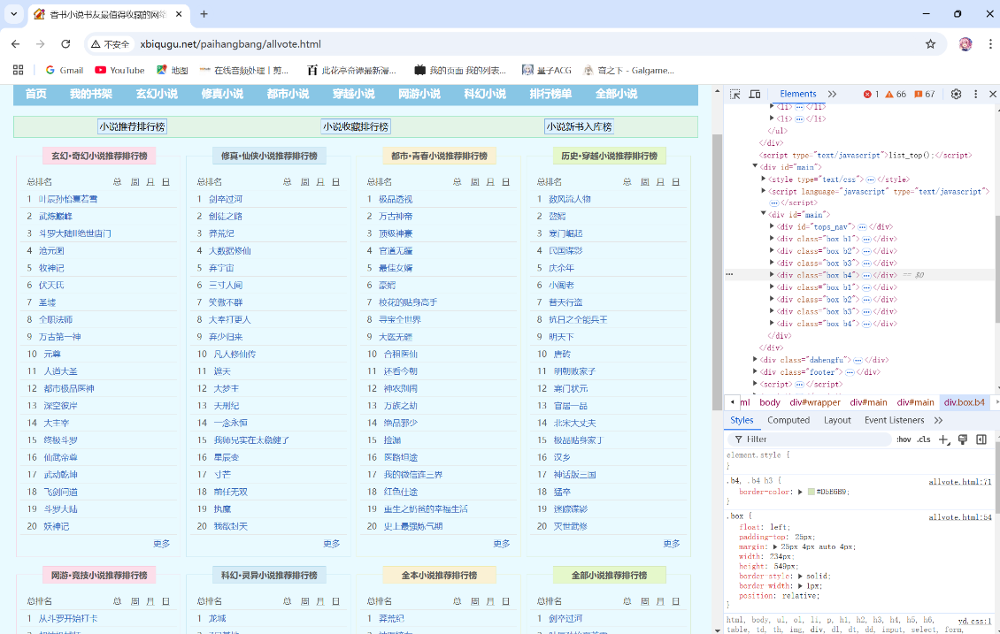 香书小说书友最值得收藏的网络
不安全
xbiqugu.net/paihangbang/allvote.html
Gmail
YouTube
地图
在线音频处理 | 剪...
此花亭奇谭最新漫...
我的页面 我的列表...
量子ACG
穹之下 - Galgame...
首页 我的书架 玄幻小说 修真小说 都市小说 穿越小说 网游小说 科幻小说 排行榜单 全部小说
小说推荐排行榜 小说收藏排行榜 小说新书入库榜
玄幻•奇幻小说推荐排行榜
总排名 总 周 月 日
1 叶辰孙怡夏若雪
2 武炼巅峰
3 斗罗大陆II绝世唐门
4 沧元图
5 牧神记
6 伏天氏
7 圣墟
8 全职法师
9 万古第一神
10 元尊
11 人道大圣
12 都市极品医神
13 深空彼岸
14 大主宰
15 终极斗罗
16 仙武帝尊
17 武动乾坤
18 飞剑问道
19 斗罗大陆
20 妖神记
更多
修真•仙侠小说推荐排行榜
总排名 总 周 月 日
1 剑卒过河
2 剑徒之路
3 莽荒纪
4 大数据修仙
5 弃宇宙
6 三寸人间
7 笑傲不群
8 大奉打更人
9 弃少归来
10 凡人修仙传
11 遮天
12 大梦主
13 天刑纪
14 一念永恒
15 我师兄实在太稳健了
16 星辰变
17 寸芒
18 前任无双
19 执魔
20 我欲封天
更多
都市•青春小说推荐排行榜
总排名 总 周 月 日
1 极品透视
2 万古神帝
3 顶级神豪
4 官道无疆
5 最佳女婿
6 豪婿
7 校花的贴身高手
8 寻宝全世界
9 大医无疆
10 合租医仙
11 还看今朝
12 神农别闹
13 万族之劫
14 绝品邪少
15 捡漏
16 医路坦途
17 我的微信连三界
18 红色仕途
19 重生之奶爸的幸福生活
20 史上最强炼气期
更多
历史•穿越小说推荐排行榜
总排名 总 周 月 日
1 数风流人物
2 赘婿
3 寒门崛起
4 民国谍影
5 庆余年
6 小阁老
7 替天行盗
8 抗日之全能兵王
9 明天下
10 唐砖
11 明朝败家子
12 寒门状元
13 官居一品
14 北宋大丈夫
15 极品贴身家丁
16 汉乡
17 神话版三国
18 猛卒
19 迷踪谍影
20 灭世武修
更多
网游•竞技小说推荐排行榜
总排名 总 周 月 日
1 从斗罗开始打卡
科幻•灵异小说推荐排行榜
总排名 总 周 月 日
1 龙城
全本小说推荐排行榜
总排名 总 周 月 日
1 莽荒纪
全部小说推荐排行榜
总排名 总 周 月 日
1 剑卒过河
Elements
1 66 67
<li> … </li>
<li> … </li>
</ul>
</div>
<script type="text/javascript">list_top();</script>
<div id="main">
<style type="text/css"> … </style>
<script language="javascript" type="text/javascript">
… </script>
<div id="main">
<div id="tops_nav"> … </div>
<div class="box b1"> … </div>
<div class="box b2"> … </div>
<div class="box b3"> … </div>
<div class="box b4"> … </div> == $0
<div class="box b1"> … </div>
<div class="box b2"> … </div>
<div class="box b3"> … </div>
<div class="box b4"> … </div>
</div>
</div>
<div class="dahengfu"> … </div>
<div class="footer"> … </div>
<script> … </script>
ml body div#wrapper div#main div#main div.box.b4
Styles Computed Layout Event Listeners
Filter :hov .cls
element.style {
}
.b4, .b4 h3 { allvote.html:71
border-color: #D5E6B9;
}
.box { allvote.html:54
float: left;
padding-top: 25px;
margin: 25px 4px auto 4px;
width: 234px;
height: 549px;
border-style: solid;
border-width: 1px;
position: relative;
}
html, body, ul, ol, li, p, h1, h2, h3, h4, h5, h6, yd.css:1
table, td, th, img, div, dl, dt, dd, input, select, form,